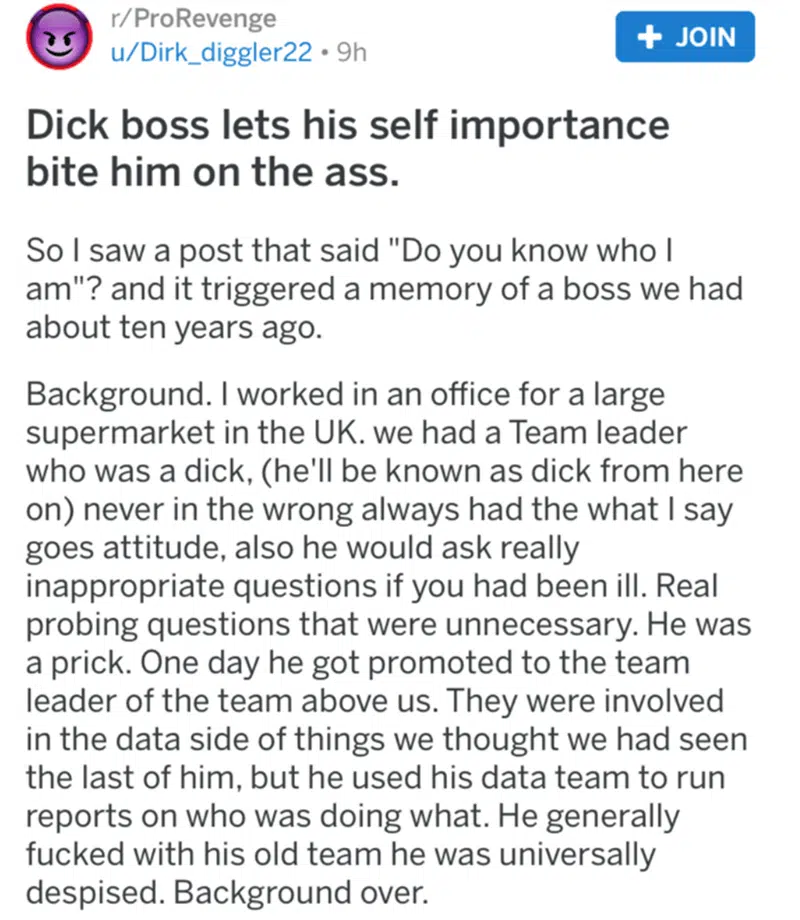 r/ProRevenge
u/Dirk_diggler22 • 9h
+ JOIN
Dick boss lets his self importance
bite him on the ass.
So I saw a post that said "Do you know who I
am"? and it triggered a memory of a boss we had
about ten years ago.
Background. I worked in an office for a large
supermarket in the UK. we had a Team leader
who was a dick, (he'll be known as dick from here
on) never in the wrong always had the what I say
goes attitude, also he would ask really
inappropriate questions if you had been ill. Real
probing questions that were unnecessary. He was
a prick. One day he got promoted to the team
leader of the team above us. They were involved
in the data side of things we thought we had seen
the last of him, but he used his data team to run
reports on who was doing what. He generally
fucked with his old team he was universally
despised. Background over.